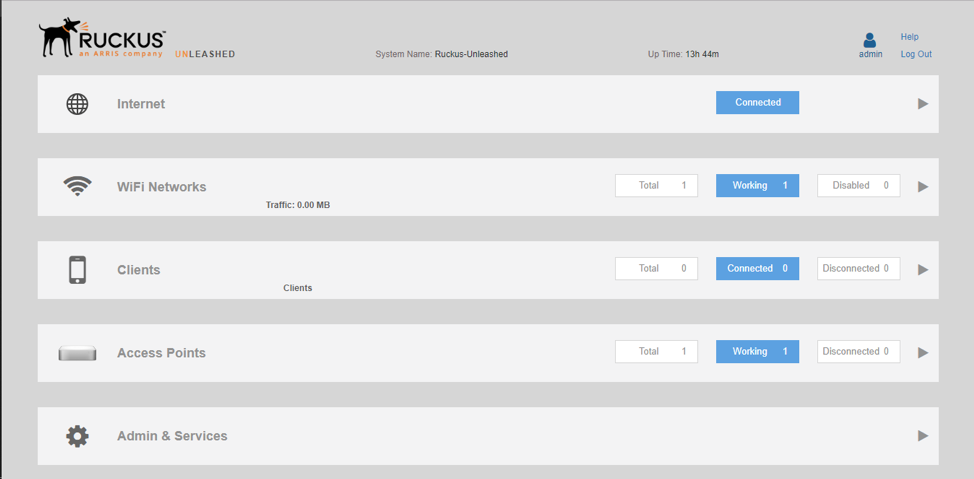 RUCKUS™
an ARRIS company UNLEASHED
System Name: Ruckus-Unleashed
Up Time: 13h 44m
admin
Help
Log Out
Internet
Connected
WiFi Networks
Traffic: 0.00 MB
Total 1
Working 1
Disabled 0
Clients
Clients
Total 0
Connected 0
Disconnected 0
Access Points
Total 1
Working 1
Disconnected 0
Admin & Services